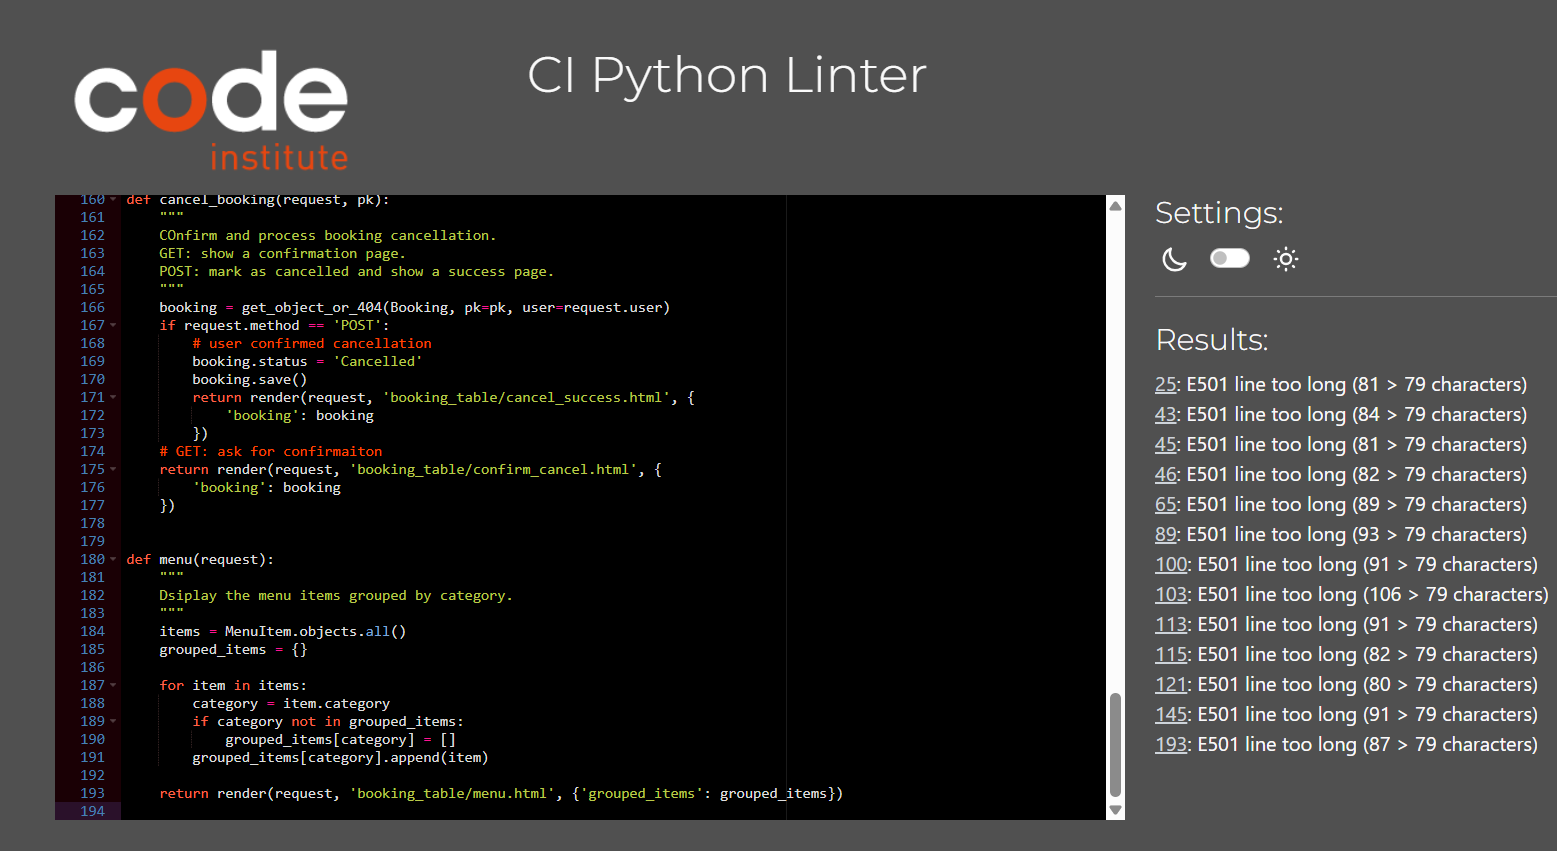 code
institute
CI Python Linter
160 def cancel_booking(request, pk):
161 """
162 COnfirm and process booking cancellation.
163 GET: show a confirmation page.
164 POST: mark as cancelled and show a success page.
165 """
166 booking = get_object_or_404(Booking, pk=pk, user=request.user)
167 if request.method == 'POST':
168 # user confirmed cancellation
169 booking.status = 'Cancelled'
170 booking.save()
171 return render(request, 'booking_table/cancel_success.html', {
172 'booking': booking
173 })
174 # GET: ask for confirmaiton
175 return render(request, 'booking_table/confirm_cancel.html', {
176 'booking': booking
177 })
178
179
180 def menu(request):
181 """
182 Dsiplay the menu items grouped by category.
183 """
184 items = MenuItem.objects.all()
185 grouped_items = {}
186
187 for item in items:
188 category = item.category
189 if category not in grouped_items:
190 grouped_items[category] = []
191 grouped_items[category].append(item)
192
193 return render(request, 'booking_table/menu.html', {'grouped_items': grouped_items})
194
Settings:
Results:
25: E501 line too long (81 > 79 characters)
43: E501 line too long (84 > 79 characters)
45: E501 line too long (81 > 79 characters)
46: E501 line too long (82 > 79 characters)
65: E501 line too long (89 > 79 characters)
89: E501 line too long (93 > 79 characters)
100: E501 line too long (91 > 79 characters)
103: E501 line too long (106 > 79 characters)
113: E501 line too long (91 > 79 characters)
115: E501 line too long (82 > 79 characters)
121: E501 line too long (80 > 79 characters)
145: E501 line too long (91 > 79 characters)
193: E501 line too long (87 > 79 characters)